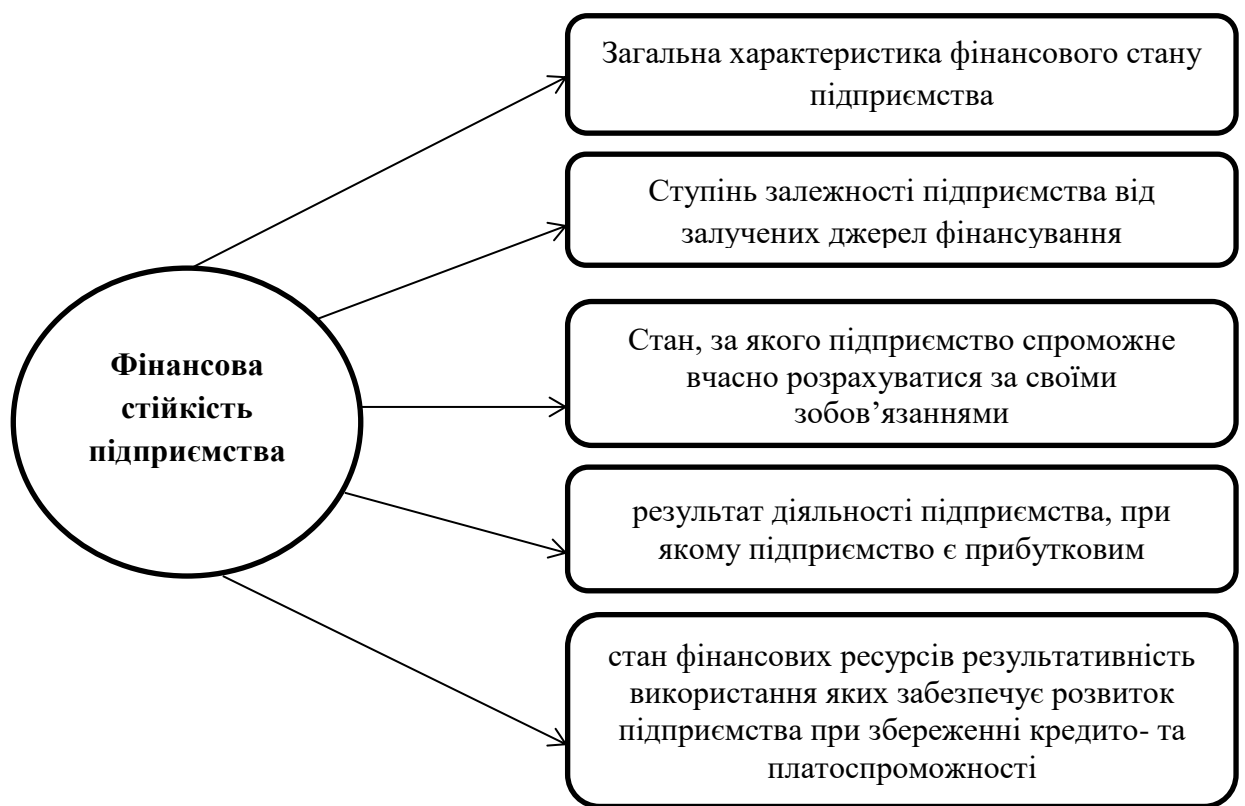 Загальна характеристика фінансового стану
підприємства
Ступінь залежності підприємства від
залучених джерел фінансування
Фінансова
стійкість
підприємства
Стан, за якого підприємство спроможне
вчасно розрахуватися за своїми
зобов’язаннями
результат діяльності підприємства, при
якому підприємство є прибутковим
стан фінансових ресурсів результативність
використання яких забезпечує розвиток
підприємства при збереженні кредито- та
платоспроможності